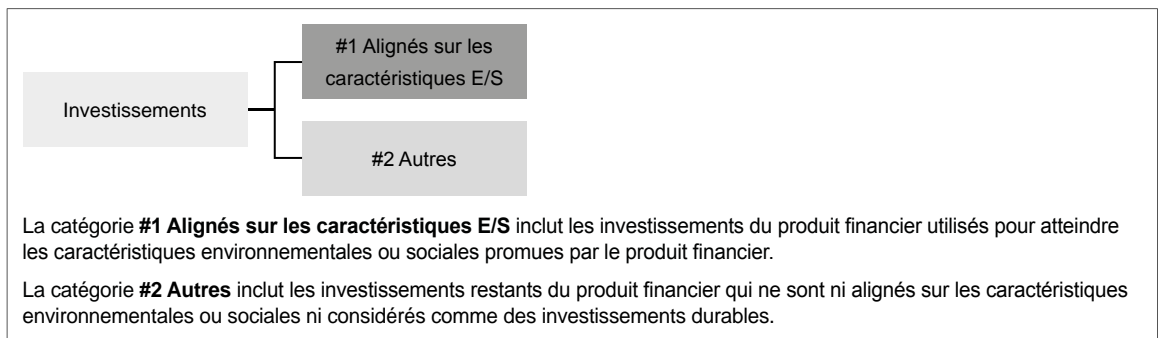 #1 Alignés sur les
caractéristiques E/S
Investissements
#2 Autres
La catégorie #1 Alignés sur les caractéristiques E/S inclut les investissements du produit financier utilisés pour atteindre
les caractéristiques environnementales ou sociales promues par le produit financier.
La catégorie #2 Autres inclut les investissements restants du produit financier qui ne sont ni alignés sur les caractéristiques
environnementales ou sociales ni considérés comme des investissements durables.